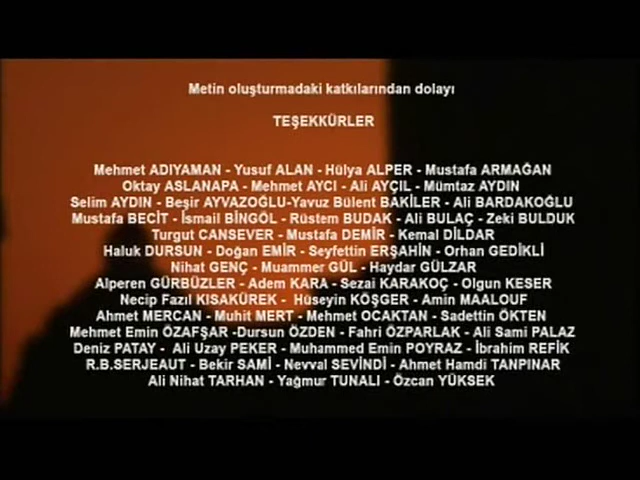 Metin oluşturmadaki katkılarından dolayı
TEŞEKKÜRLER
Mehmet ADIYAMAN - Yusuf ALAN - Hülya ALPER - Mustafa ARMAĞAN
Oktay ASLANAPA - Mehmet AYCI - Ali AYÇIL - Mümtaz AYDIN
Selim AYDIN - Beşir AYVAZOĞLU-Yavuz Bülent BAKİLER - Ali BARDAKOĞLU
Mustafa BECİT - İsmail BİNGÖL - Rüstem BUDAK - Ali BULAÇ - Zeki BULDUK
Turgut CANSEVER - Mustafa DEMİR - Kemal DİLDAR
Haluk DURSUN - Doğan EMİR - Seyfettin ERŞAHİN - Orhan GEDİKLİ
Nihat GENÇ - Muammer GÜL - Haydar GÜLZAR
Alperen GÜRBÜZLER - Adem KARA - Sezai KARAKOÇ - Olgun KESER
Necip Fazıl KISAKÜREK - Hüseyin KÖŞGER - Amin MAALOUF
Ahmet MERCAN - Muhit MERT - Mehmet OCAKTAN - Sadettin ÖKTEN
Mehmet Emin ÖZAFŞAR -Dursun ÖZDEN - Fahri ÖZPARLAK - Ali Sami PALAZ
Deniz PATAY - Ali Uzay PEKER - Muhammed Emin POYRAZ - İbrahim REFİK
R.B.SERJEAUT - Bekir SAMİ - Nevval SEVİNDİ - Ahmet Hamdi TANPINAR
Ali Nihat TARHAN - Yağmur TUNALI - Özcan YÜKSEK